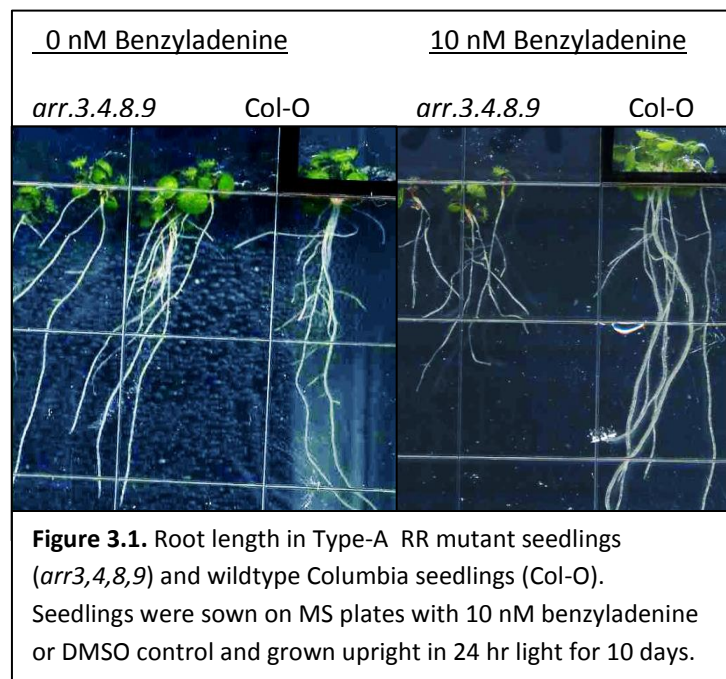 0 nM Benzyladenine 10 nM Benzyladenine
arr.3.4.8.9 Col-O arr.3.4.8.9 Col-O
Figure 3.1. Root length in Type-A RR mutant seedlings
(arr3,4,8,9) and wildtype Columbia seedlings (Col-O).
Seedlings were sown on MS plates with 10 nM benzyladenine
or DMSO control and grown upright in 24 hr light for 10 days.